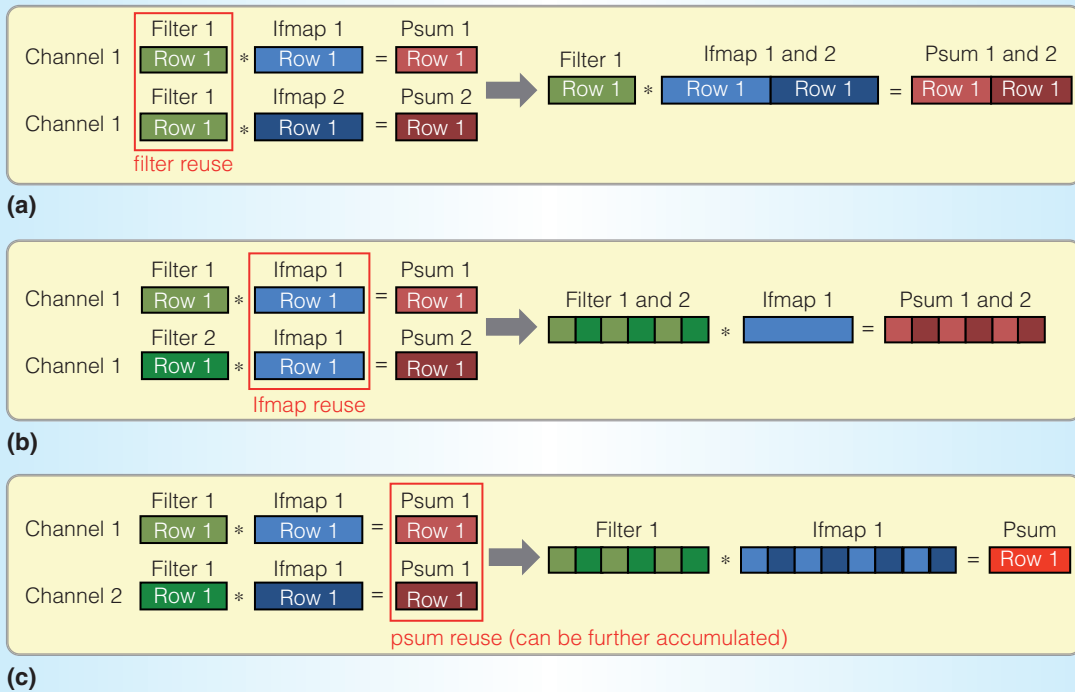 Filter 1 Ifmap 1 Psum 1
Channel 1 Row 1 * Row 1 = Row 1
Filter 1 Ifmap 2 Psum 2
Channel 1 Row 1 * Row 1 = Row 1
filter reuse
Filter 1 Ifmap 1 and 2 Psum 1 and 2
Row 1 * Row 1 Row 1 = Row 1 Row 1
(a)
Filter 1 Ifmap 1 Psum 1
Channel 1 Row 1 * Row 1 = Row 1
Filter 2 Ifmap 1 Psum 2
Channel 1 Row 1 * Row 1 = Row 1
Ifmap reuse
Filter 1 and 2 Ifmap 1 Psum 1 and 2
* =
(b)
Filter 1 Ifmap 1 Psum 1
Channel 1 Row 1 * Row 1 = Row 1
Filter 1 Ifmap 1 Psum 1
Channel 2 Row 1 * Row 1 = Row 1
psum reuse (can be further accumulated)
Filter 1 Ifmap 1 Psum
* = Row 1
(c)